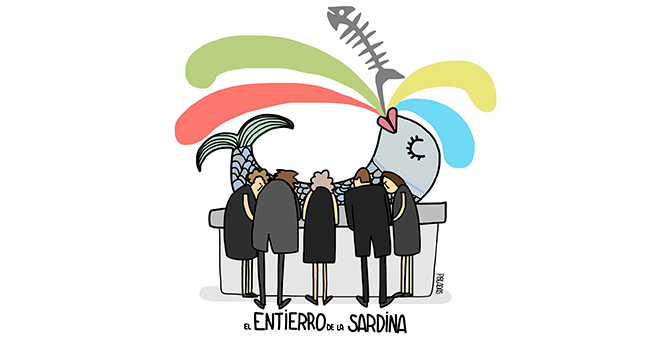 EL ENTIERRO DE LA SARDINA